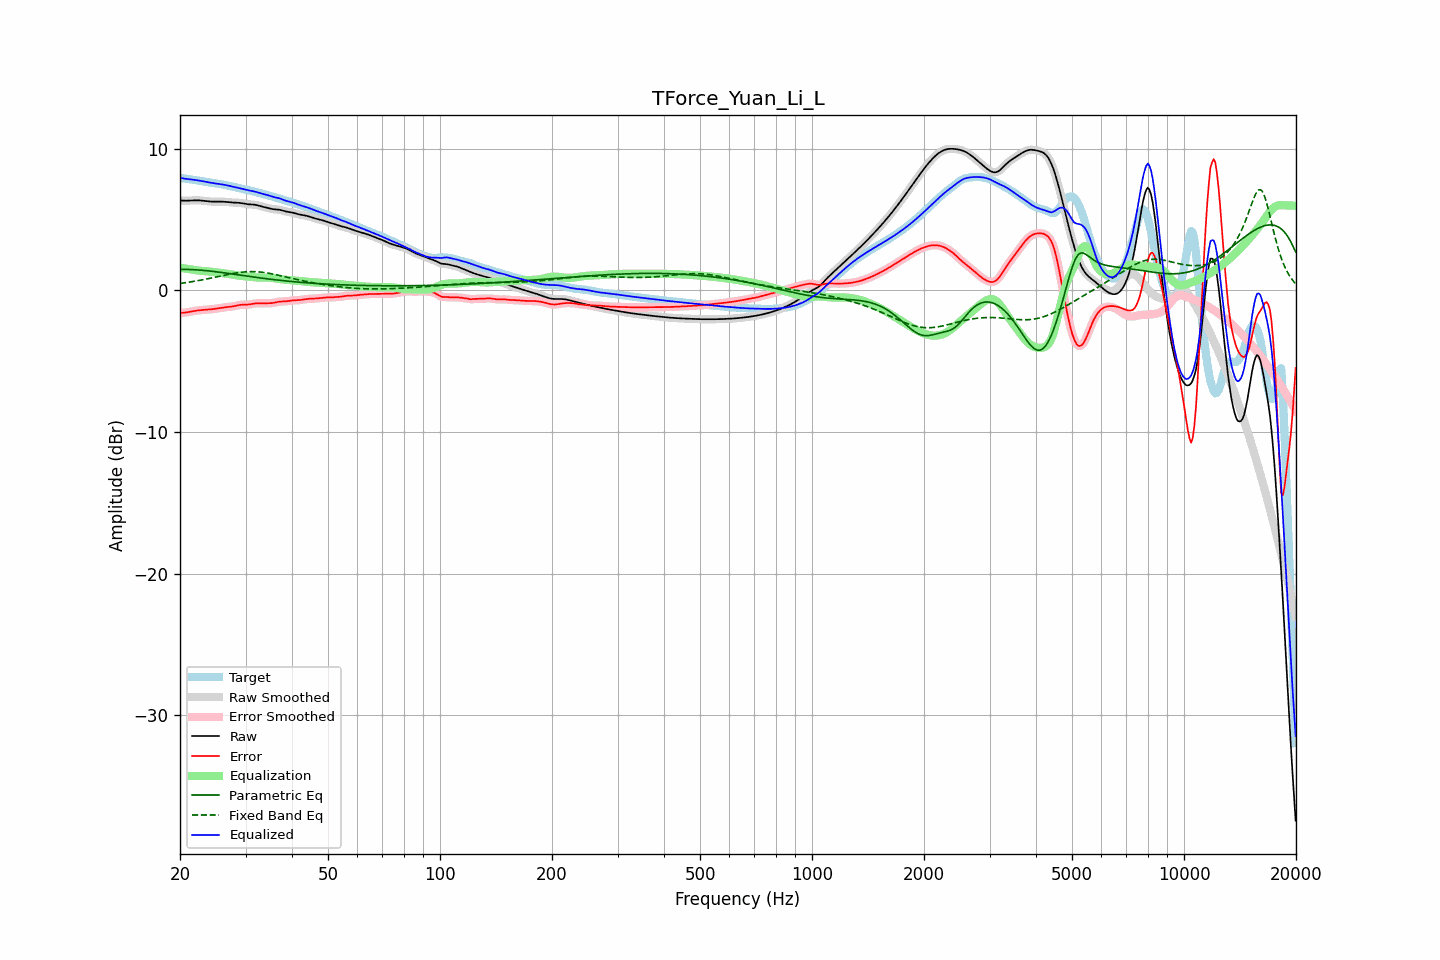 TForce_Yuan_Li_L
Amplitude (dBr)
10
0
−10
−20
−30
Target
Raw Smoothed
Error Smoothed
Raw
Error
Equalization
Parametric Eq
Fixed Band Eq
Equalized
20 50 100 200 500 1000 2000 5000 10000 20000
Frequency (Hz)